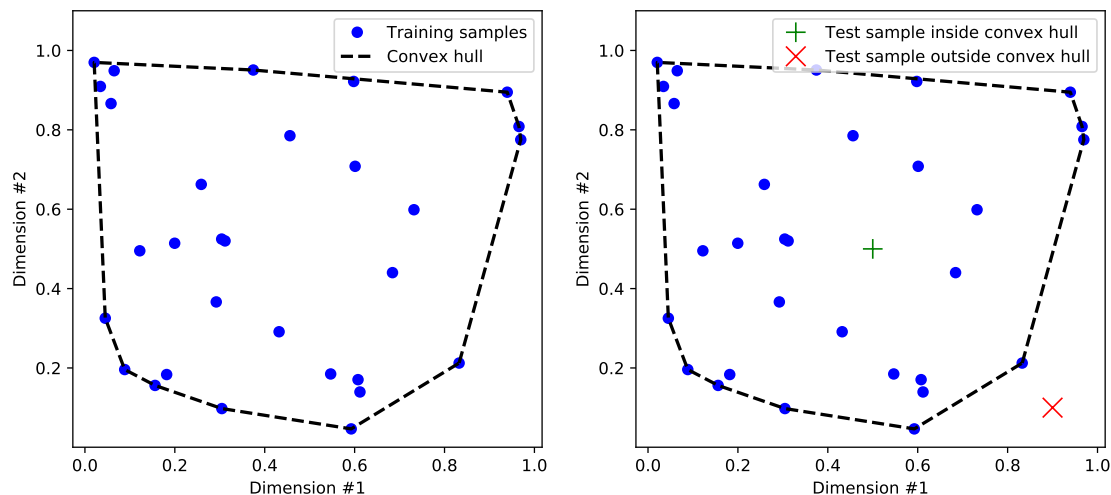 Training samples
Convex hull
1.0
0.8
0.6
0.4
0.2
Dimension #2
0.0 0.2 0.4 0.6 0.8 1.0
Dimension #1
Test sample inside convex hull
Test sample outside convex hull
1.0
0.8
0.6
0.4
0.2
Dimension #2
0.0 0.2 0.4 0.6 0.8 1.0
Dimension #1